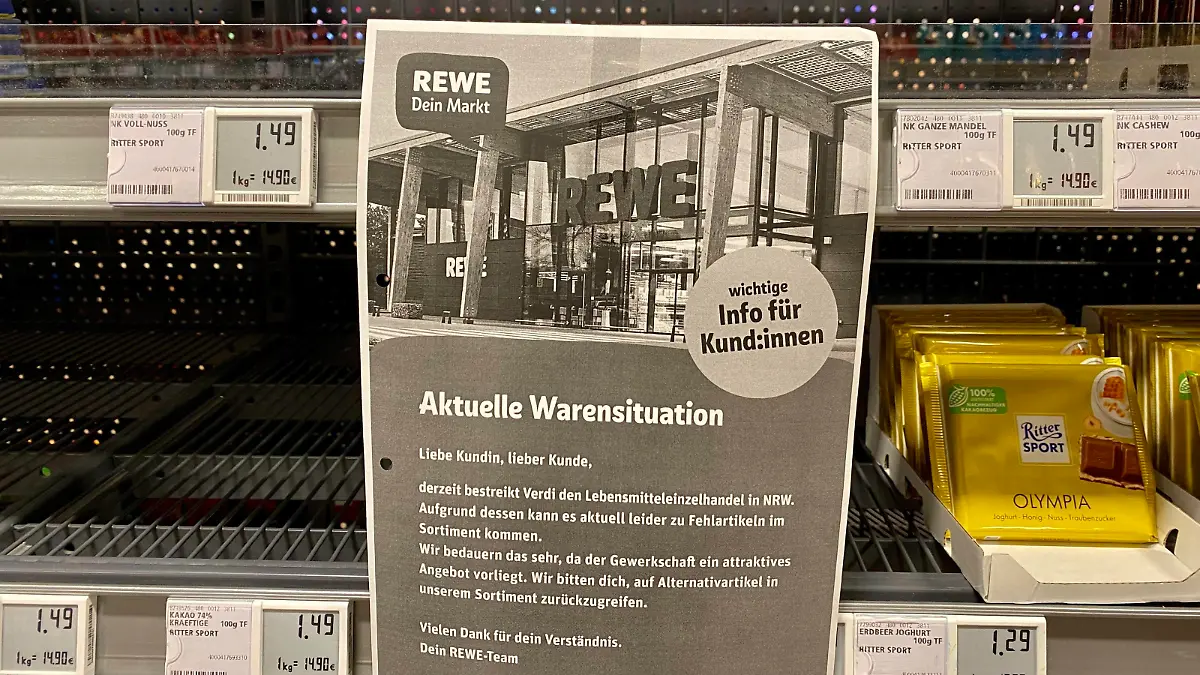 REWE
Dein Markt
REWE
REWE
wichtige
Info für
Kund:innen
Aktuelle Warensituation
Liebe Kundin, lieber Kunde,
derzeit bestreikt Verdi den Lebensmitteleinzelhandel in NRW.
Aufgrund dessen kann es aktuell leider zu Fehlartikeln im
Sortiment kommen.
Wir bedauern das sehr, da der Gewerkschaft ein attraktives
Angebot vorliegt. Wir bitten dich, auf Alternativartikel in
unserem Sortiment zurückzugreifen.
Vielen Dank für dein Verständnis.
Dein REWE-Team
NK VOLL-NUSS
100g TF
RITTER SPORT
1.49
1kg= 14.90€
NK GANZE MANDEL
100g TF
RITTER SPORT
1.49
1kg= 14.90€
NK CASHEW
100g
RITTER SPORT
100%
Ritter
SPORT
OLYMPIA
Joghurt-Honig-Nuss-Traubenzucker
1.49
1kg= 14.90€
KAKAO 74%
KRAEFTIGE 100g TF
RITTER SPORT
1.49
1kg= 14.90€
ERDBEER JOGHURT
100g TF
RITTER SPORT
1.29